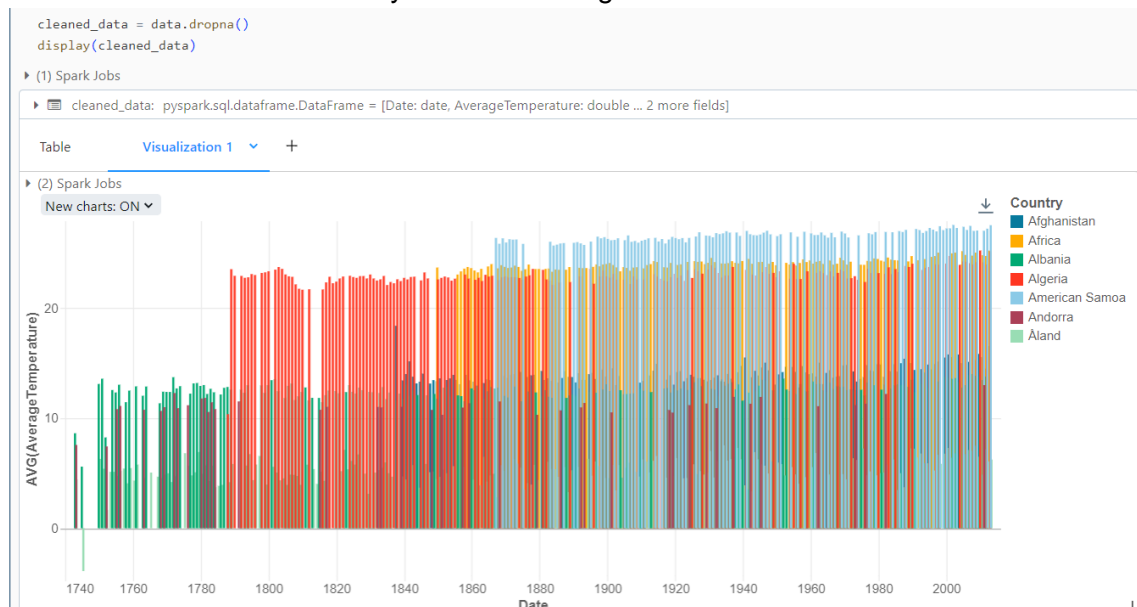 cleaned_data = data.dropna()
display(cleaned_data)
(1) Spark Jobs
cleaned_data: pyspark.sql.dataframe.DataFrame = [Date: date, AverageTemperature: double ... 2 more fields]
Table Visualization 1 +
(2) Spark Jobs
New charts: ON
Country
Afghanistan
Africa
Albania
Algeria
American Samoa
Andorra
Åland
AVG(AverageTemperature)
20
10
0
1740 1760 1780 1800 1820 1840 1860 1880 1900 1920 1940 1960 1980 2000
Date